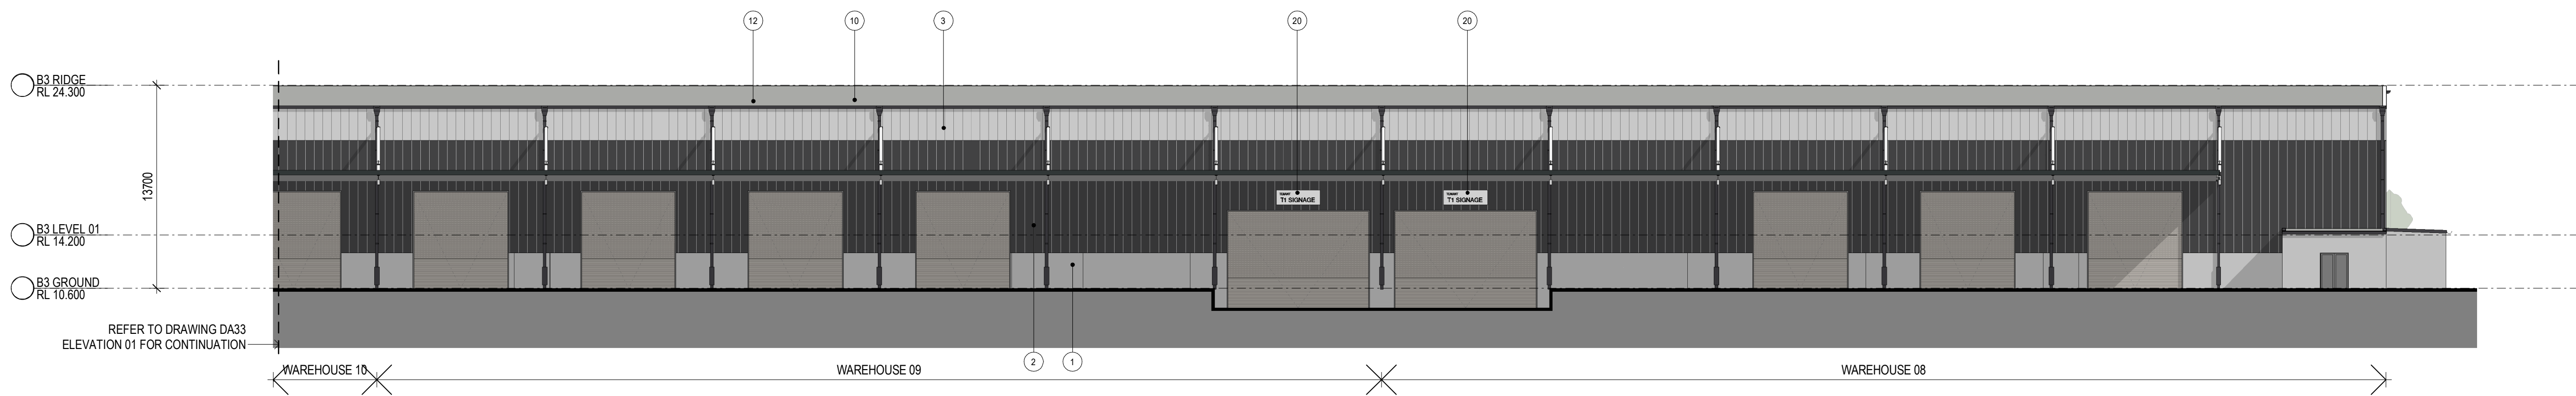 12
10
3
20
20
B3 RIDGE
RL 24.300
13700
TENANT
T1 SIGNAGE
TENANT
T1 SIGNAGE
B3 LEVEL 01
RL 14.200
B3 GROUND
RL 10.600
REFER TO DRAWING DA33
ELEVATION 01 FOR CONTINUATION
2
1
WAREHOUSE 10
WAREHOUSE 09
WAREHOUSE 08